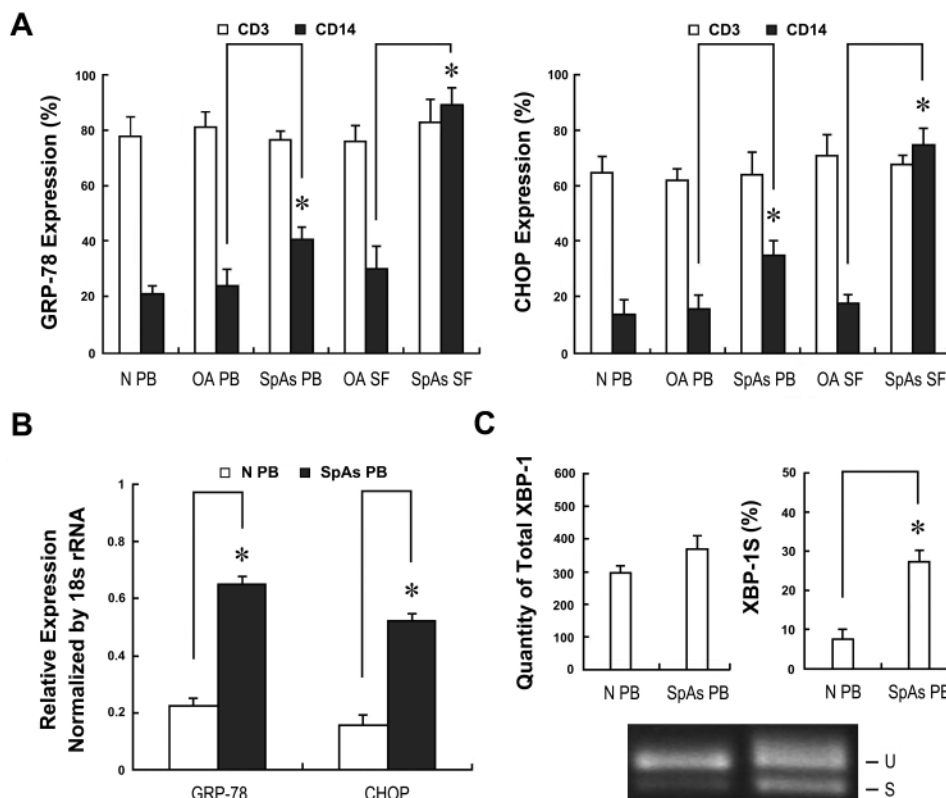 A
CD3 CD14
GRP-78 Expression (%)
100
80
60
40
20
0
*
*
N PB OA PB SpAs PB OA SF SpAs SF
CD3 CD14
CHOP Expression (%)
100
80
60
40
20
0
*
*
N PB OA PB SpAs PB OA SF SpAs SF
B
N PB SpAs PB
Relative Expression
Normalized by 18s rRNA
1
0.8
0.6
0.4
0.2
0
*
*
GRP-78 CHOP
C
Quantity of Total XBP-1
600
500
400
300
300
200
100
0
N PB SpAs PB
XBP-1S (%)
50
40
30
20
10
0
*
N PB SpAs PB
– U
– S